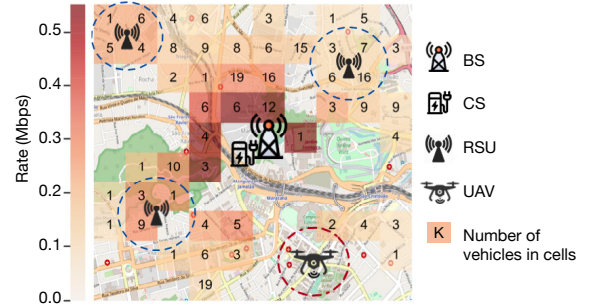 0.5
0.4
0.3
0.2
0.1
0.0
Rate (Mbps)
1 6 4 6 3 1 5
5 4 8 9 8 6 15 3 7 3
2 1 19 16 6 16
6 6 12 3 9 9
4 1 4
1 10 3
1 3 1
1 9 4 5 2 4 3
1 6 3 1
19
Maracanã
BS
CS
RSU
UAV
K Number of
vehicles in cells